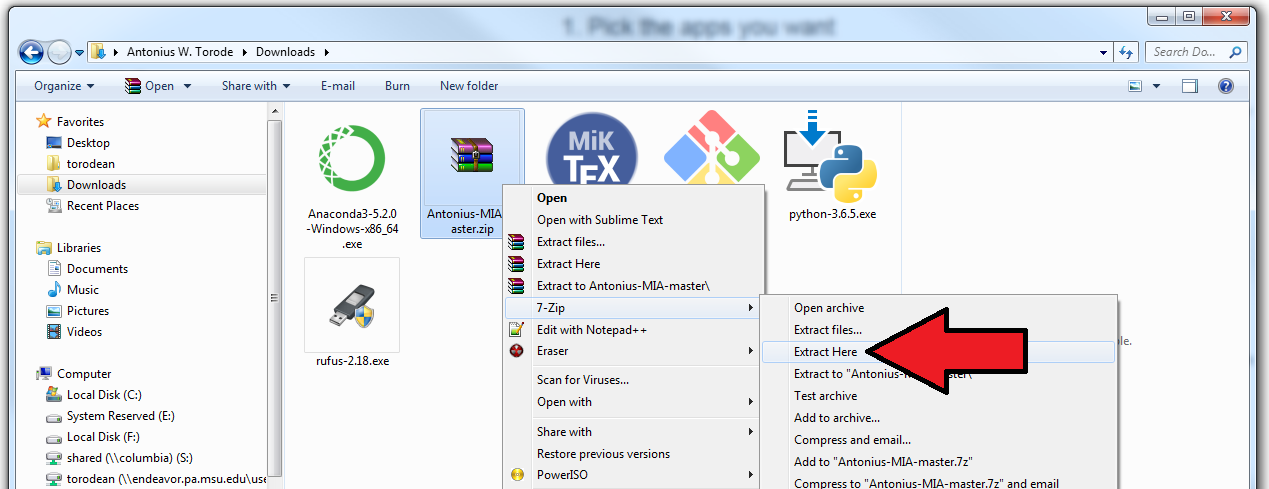 1. Pick the apps you want
Antonius W. Torode Downloads
Search Do...
Organize Open Share with E-mail Burn New folder
Favorites
Desktop
torodean
Downloads
Recent Places
Libraries
Documents
Music
Pictures
Videos
Computer
Local Disk (C:)
System Reserved (E:)
Local Disk (F:)
shared (\\columbia) (S:)
torodean (\\endeavor.pa.msu.edu\use
Anaconda3-5.2.0
-Windows-x86_64
.exe
Antonius-MIA
aster.zip
MiK
TEX
python-3.6.5.exe
rufus-2.18.exe
Open
Open with Sublime Text
Extract files...
Extract Here
Extract to Antonius-MIA-master\
7-Zip
Edit with Notepad++
Eraser
Scan for Viruses...
Open with
Share with
Restore previous versions
PowerISO
Open archive
Extract files...
Extract Here
Extract to "Antonius-M
Test archive
Add to archive...
Compress and email...
Add to "Antonius-MIA-master.7z"
Compress to "Antonius-MIA-master.7z" and email